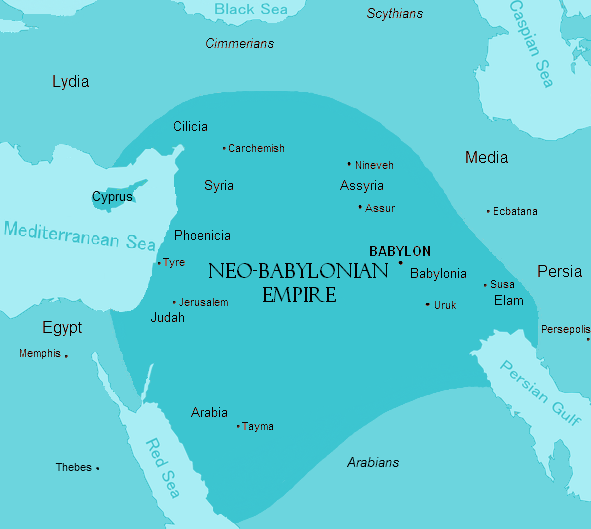 Black Sea
Scythians
Cimmerians
Caspian Sea
Lydia
Cilicia
Carchemish
Nineveh
Media
Syria
Assyria
Cyprus
Assur
Ecbatana
Mediterranean Sea
Phoenicia
BABYLON
Tyre
NEO-BABYLONIAN
EMPIRE
Babylonia
Persia
Susa
Elam
Jerusalem
Uruk
Judah
Egypt
Persepolis
Memphis
Persian Gulf
Arabia
Tayma
Red Sea
Thebes
Arabians